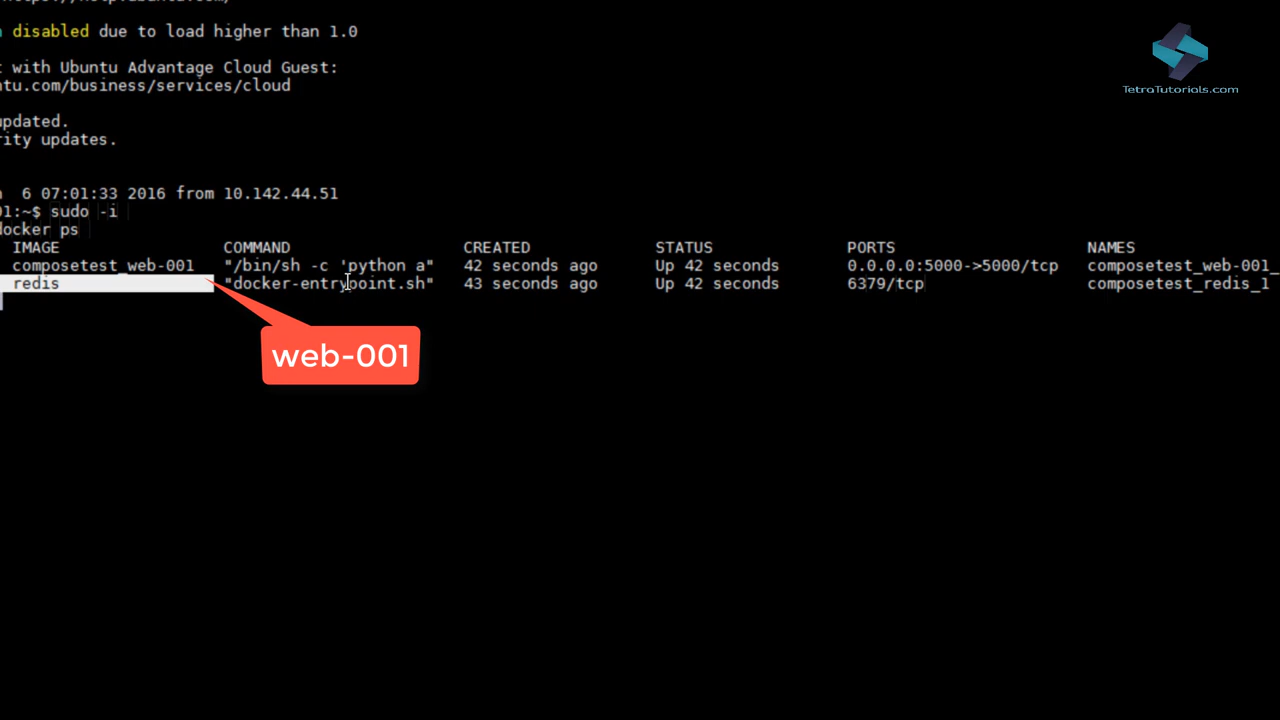 disabled due to load higher than 1.0
t with Ubuntu Advantage Cloud Guest:
ntu.com/business/services/cloud
updated.
rity updates.
n  6 07:01:33 2016 from 10.142.44.51
01:~$ sudo -i
docker ps
IMAGE COMMAND CREATED STATUS PORTS NAMES
composetest_web-001 "/bin/sh -c 'python a" 42 seconds ago Up 42 seconds 0.0.0.0:5000->5000/tcp composetest_web-001_
redis "docker-entrypoint.sh" 43 seconds ago Up 42 seconds 6379/tcp composetest_redis_1
web-001
TetraTutorials.com